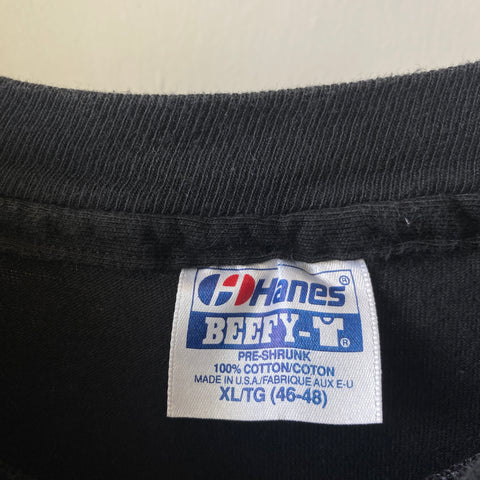 Hanes®
BEEFY-T®
PRE-SHRUNK
100% COTTON/COTON
MADE IN U.S.A./FABRIQUE AUX E-U
XL/TG (46-48)